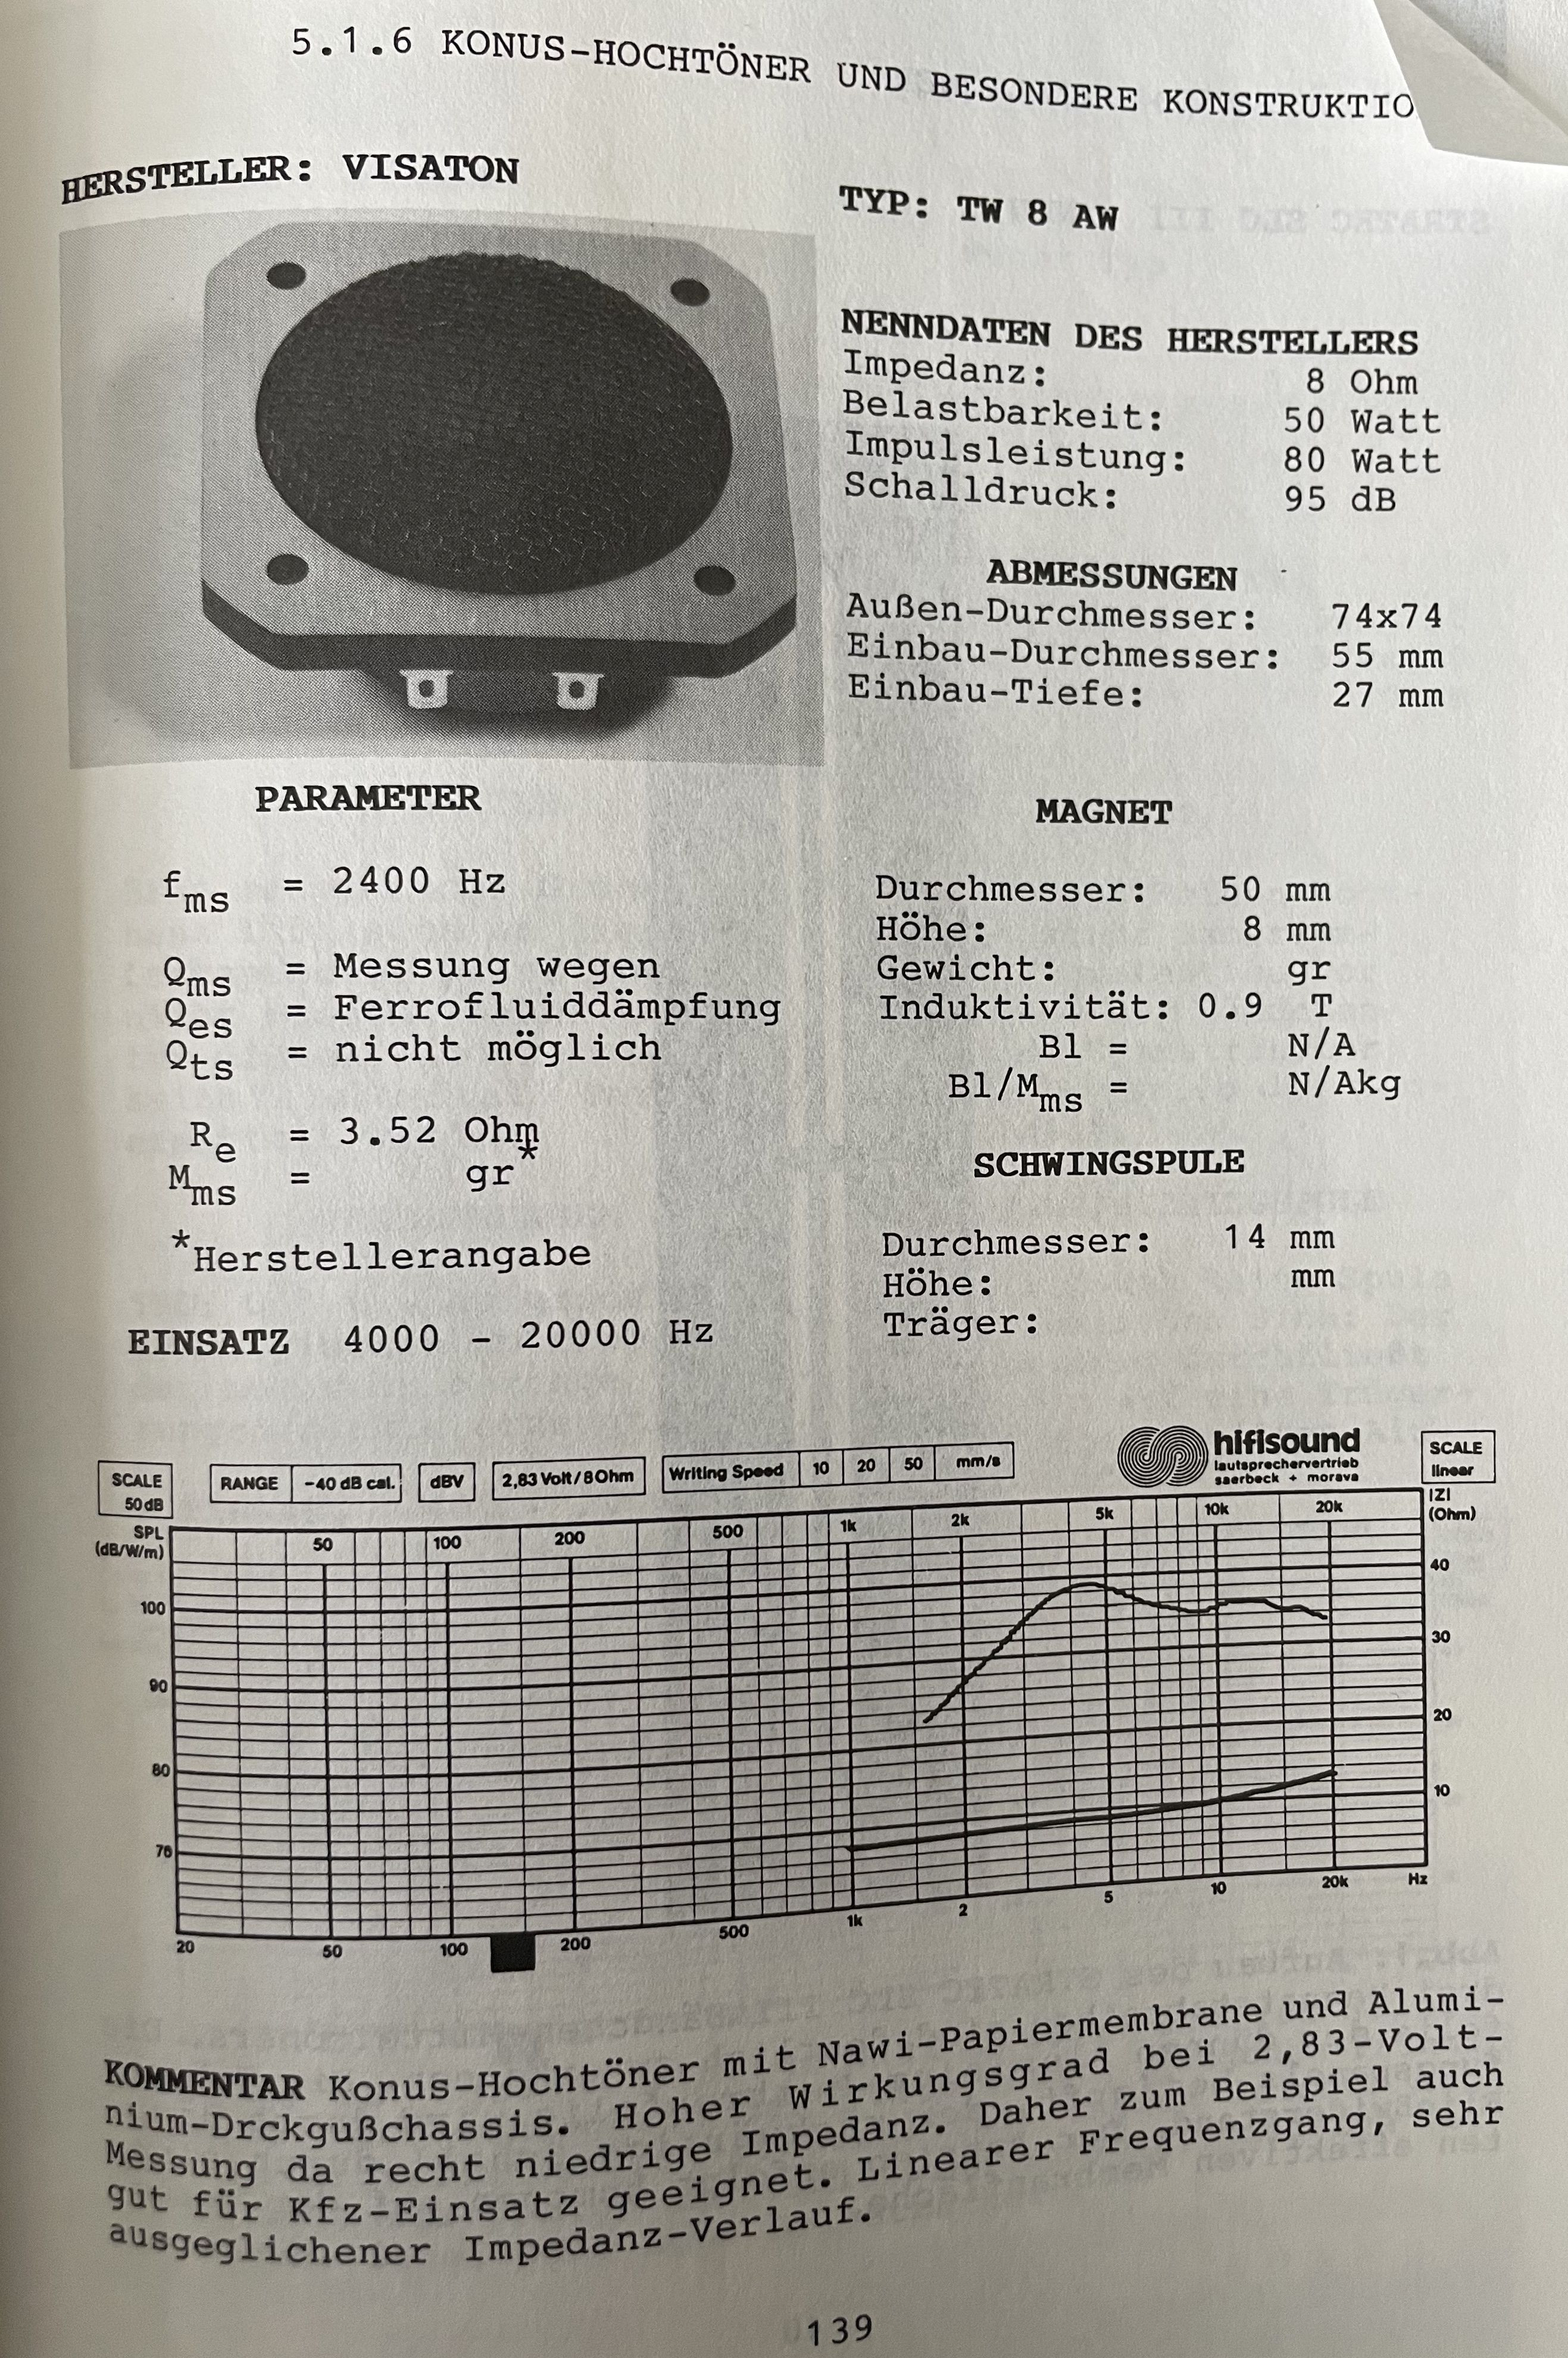 5.1.6 KONUS-HOCHTÖNER UND BESONDERE KONSTRUKTIO
HERSTELLER: VISATON
TYP: TW 8 AW
NENNDATEN DES HERSTELLERS
Impedanz: 8 Ohm
Belastbarkeit: 50 Watt
Impulsleistung: 80 Watt
Schalldruck: 95 dB
ABMESSUNGEN
Außen-Durchmesser: 74x74
Einbau-Durchmesser: 55 mm
Einbau-Tiefe: 27 mm
PARAMETER
fms = 2400 Hz
Qms = Messung wegen
Qes = Ferrofluiddämpfung
Qts = nicht möglich
Re = 3.52 Ohm
Mms = gr*
*Herstellerangabe
EINSATZ 4000 - 20000 Hz
MAGNET
Durchmesser: 50 mm
Höhe: 8 mm
Gewicht: gr
Induktivität: 0.9 T
Bl = N/A
Bl/Mms = N/Akg
SCHWINGSPULE
Durchmesser: 14 mm
Höhe: mm
Träger:
SCALE 50 dB
RANGE -40 dB cal. dBV 2,83 Volt/8Ohm Writing Speed 10 20 50 mm/s
hifisound
lautsprechervertrieb
saerbeck + morava
SCALE linear
SPL (dB/W/m)
50 100 200 500 1k 2k 5k 10k 20k
|Z| (Ohm)
100
90
80
70
40
30
20
10
20 50 100 200 500 1k 2 5 10 20k Hz
KOMMENTAR Konus-Hochtöner mit Nawi-Papiermembrane und Alumi-
nium-Drckgußchassis. Hoher Wirkungsgrad bei 2,83-Volt-
Messung da recht niedrige Impedanz. Daher zum Beispiel auch
gut für Kfz-Einsatz geeignet. Linearer Frequenzgang, sehr
ausgeglichener Impedanz-Verlauf.
139